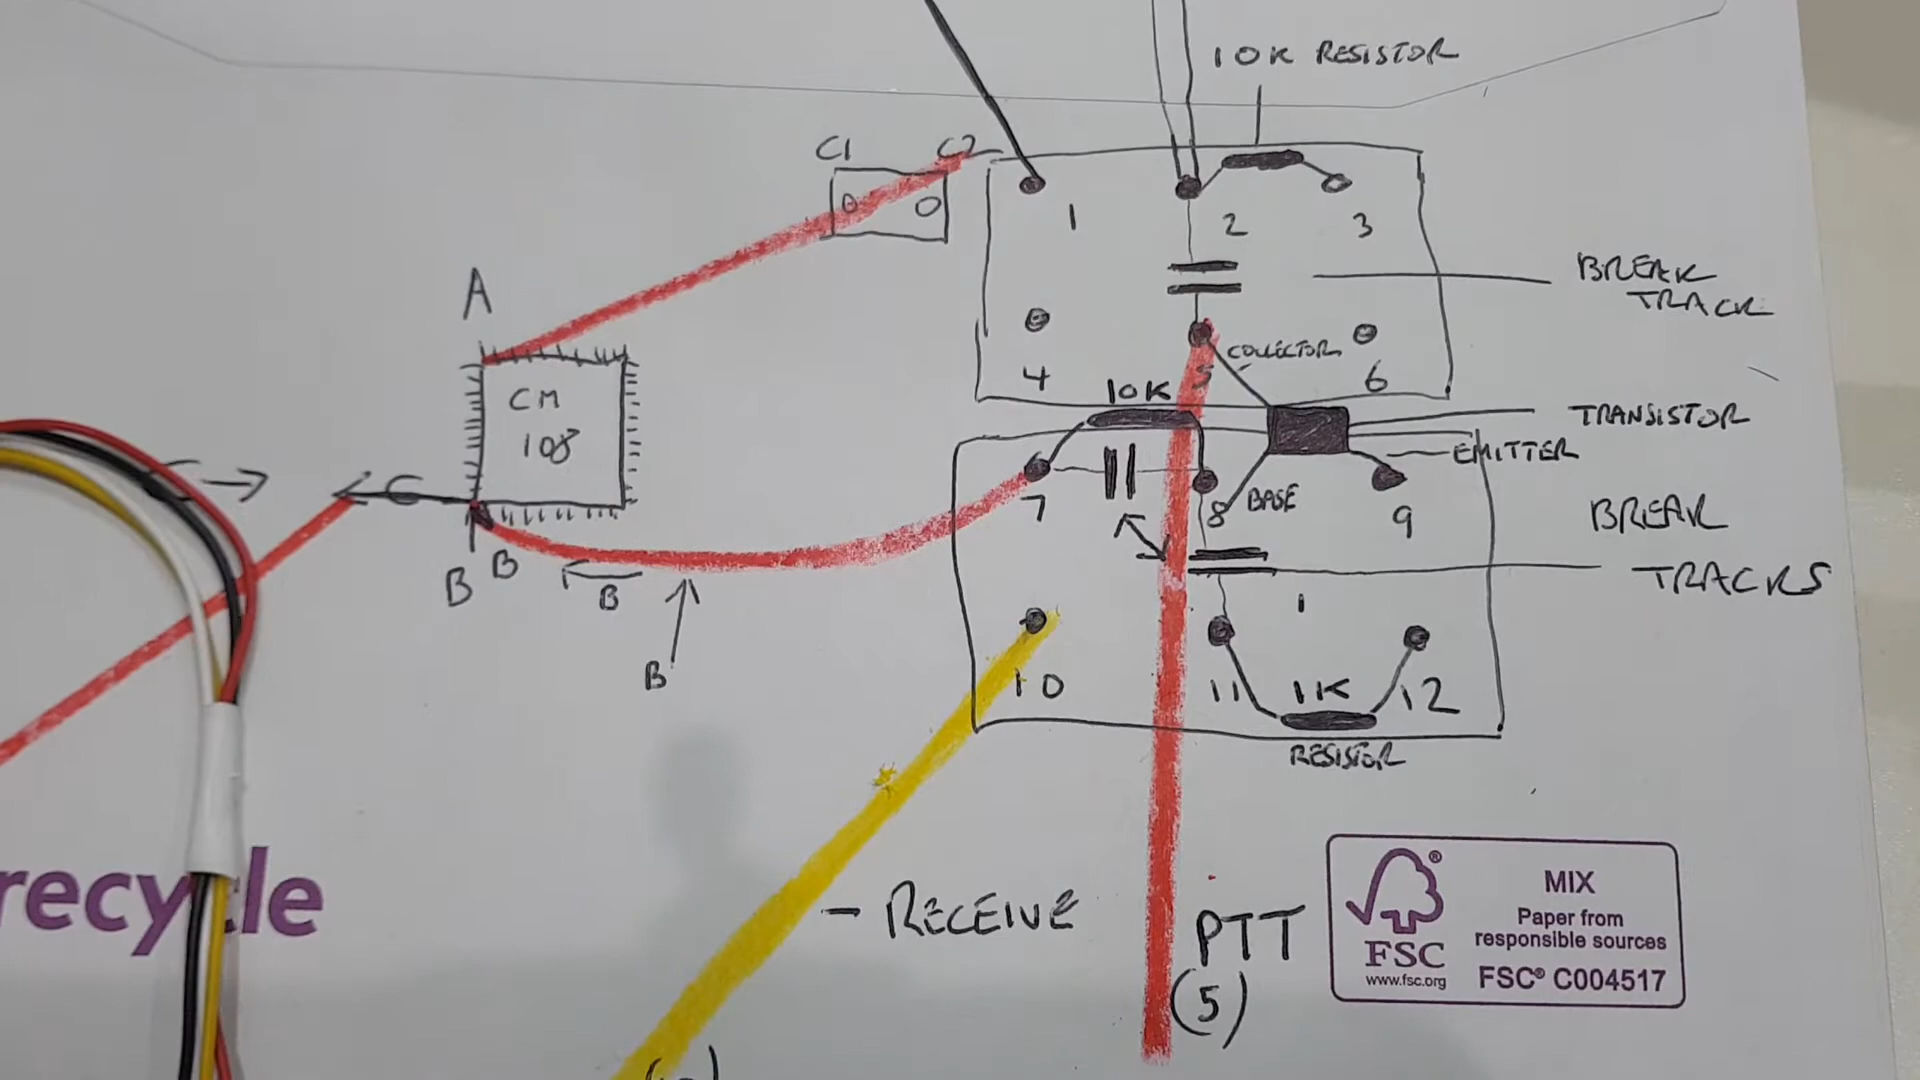 10K RESISTOR
C1
C2
1
2
3
BREAK
TRACK
A
COLLECTOR
4
5
6
10K
TRANSISTOR
CM
108
EMITTER
C
7
8
BASE
9
BREAK
TRACKS
B
B
B
1
B
10
11
1K
12
RESISTOR
recycle
- RECEIVE
PTT
(5)
®
FSC
www.fsc.org
MIX
Paper from
responsible sources
FSC® C004517